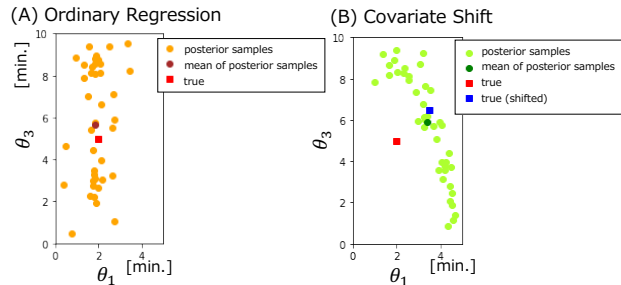 (A) Ordinary Regression
[min.]
θ3
10
8
6
4
2
0
0
2
4
θ1
[min.]
posterior samples
mean of posterior samples
true
(B) Covariate Shift
θ3
10
8
6
4
2
0
0
2
4
θ1
[min.]
posterior samples
mean of posterior samples
true
true (shifted)